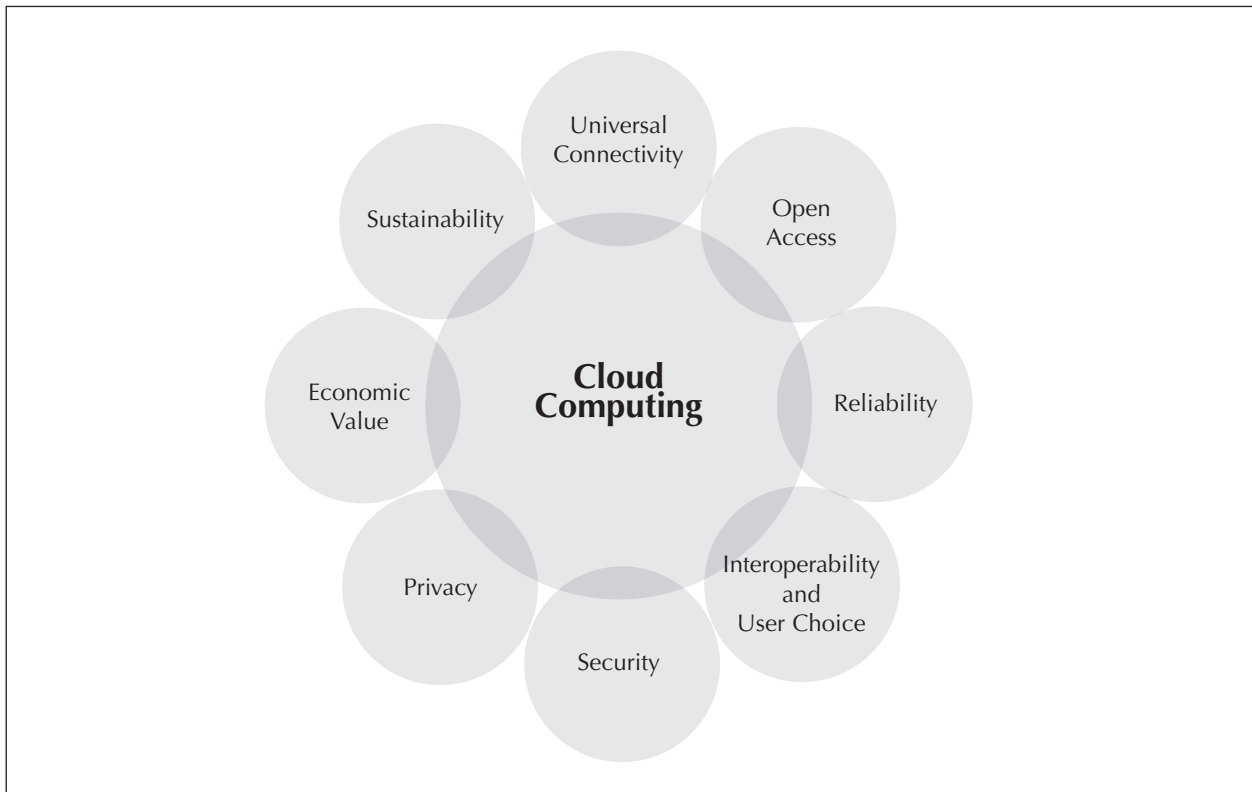 Universal
Connectivity
Open
Access
Sustainability
Cloud
Computing
Economic
Value
Reliability
Interoperability
and
User Choice
Privacy
Security